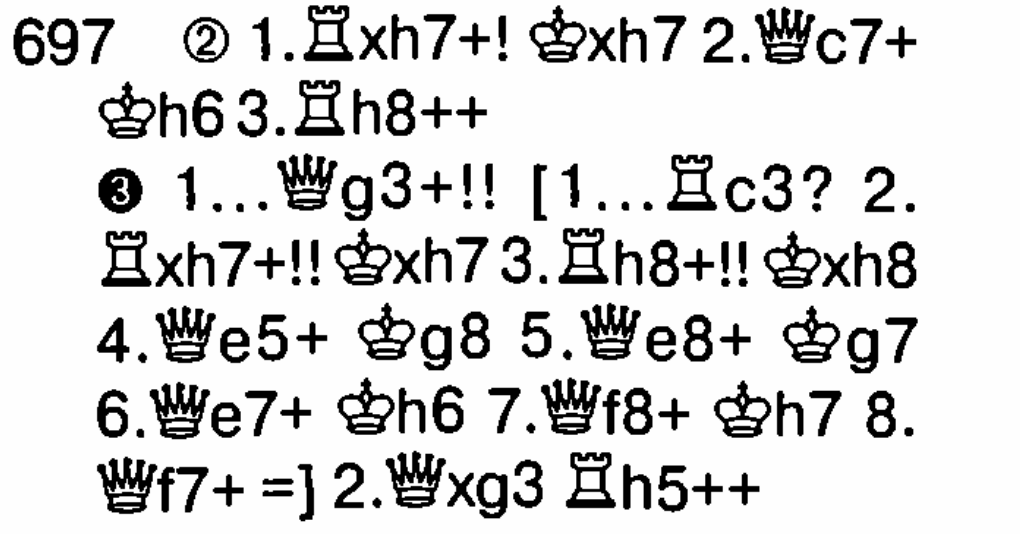 697 ② 1.♖xh7+! ♔xh7 2.♕c7+
♔h6 3.♖h8++
❸ 1...♕g3+!! [1...♖c3? 2.
♖xh7+!! ♔xh7 3.♖h8+!! ♔xh8
4.♕e5+ ♔g8 5.♕e8+ ♔g7
6.♕e7+ ♔h6 7.♕f8+ ♔h7 8.
♕f7+ =] 2.♕xg3 ♖h5++